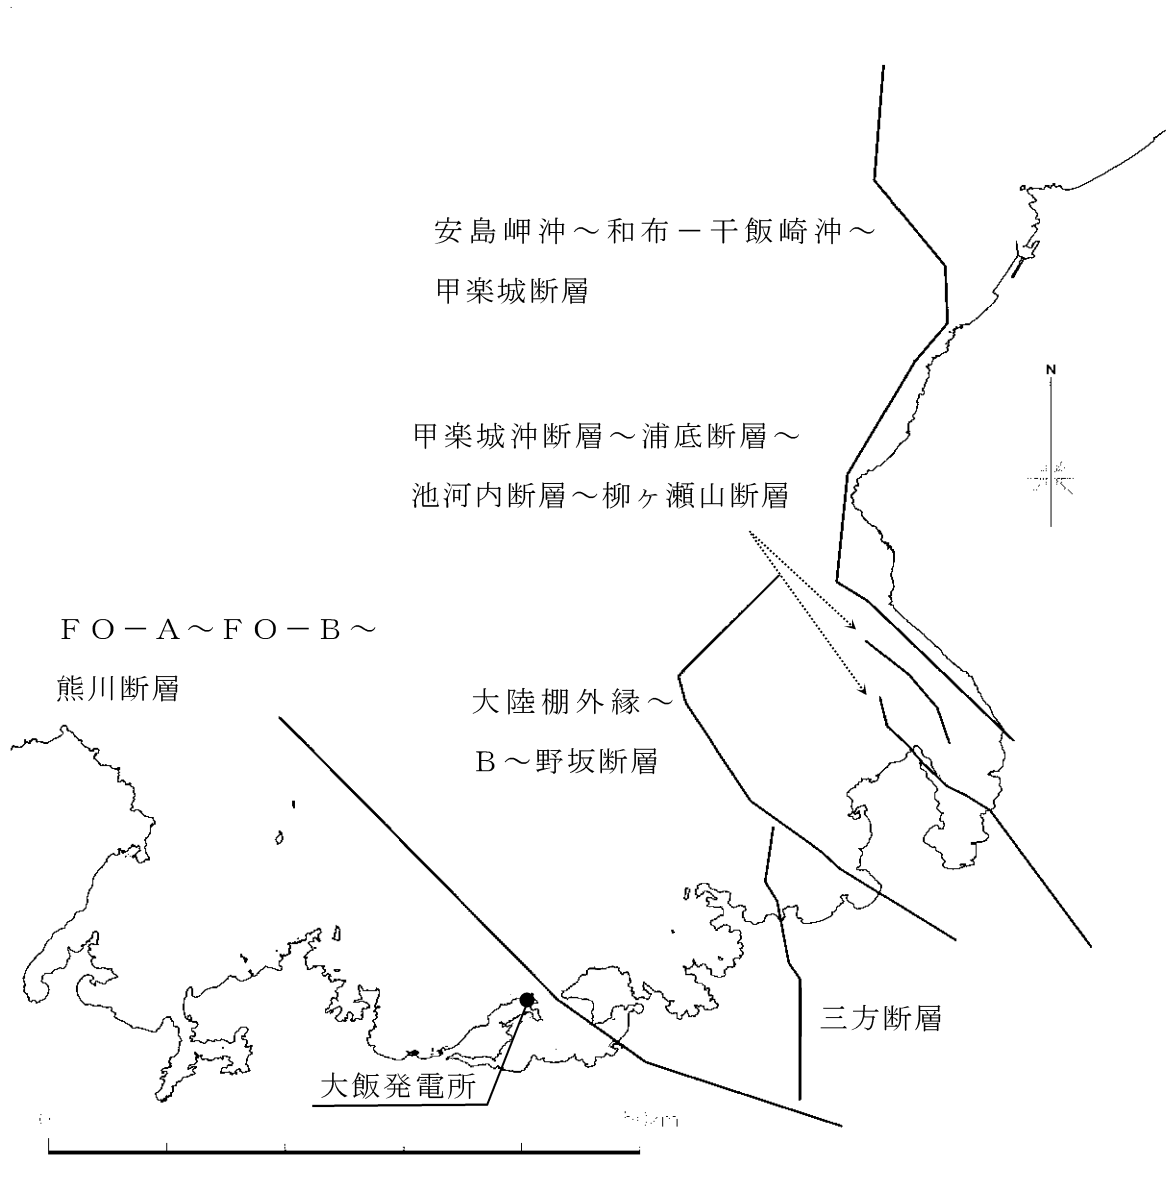 安島岬沖～和布－干飯崎沖～
甲楽城断層
N
甲楽城沖断層～浦底断層～
池河内断層～柳ヶ瀬山断層
ＦＯ－Ａ～ＦＯ－Ｂ～
熊川断層
大陸棚外縁～
Ｂ～野坂断層
三方断層
大飯発電所